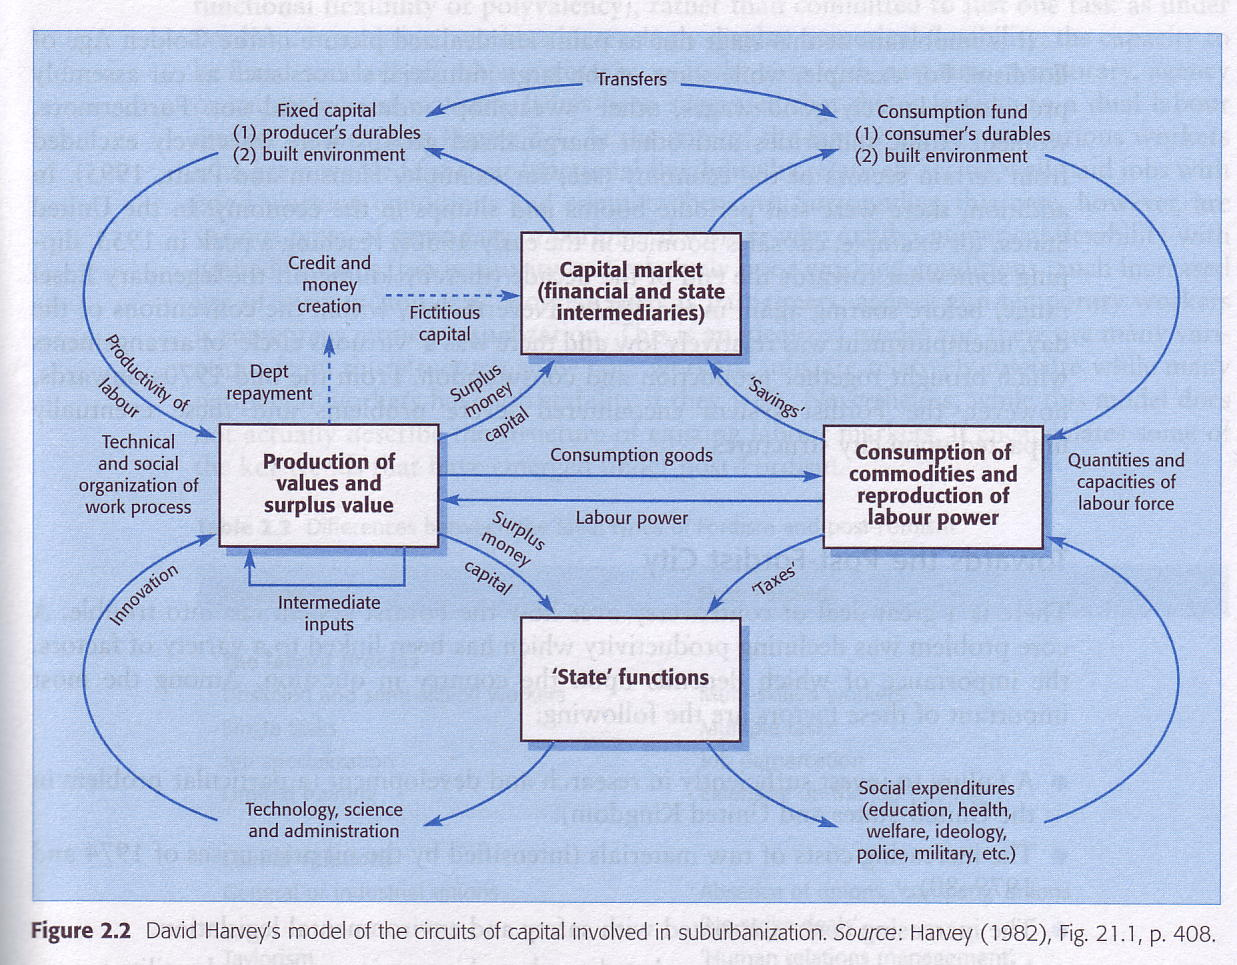 Transfers
Fixed capital
(1) producer's durables
(2) built environment
Consumption fund
(1) consumer's durables
(2) built environment
Credit and
money
creation
Capital market
(financial and state
intermediaries)
Fictitious
capital
Productivity of
labour
Dept
repayment
Surplus
money
capital
'Savings'
Technical
and social
organization of
work process
Production of
values and
surplus value
Consumption goods
Labour power
Consumption of
commodities and
reproduction of
labour power
Quantities and
capacities of
labour force
Surplus
money
capital
'Taxes'
Innovation
Intermediate
inputs
'State' functions
Technology, science
and administration
Social expenditures
(education, health,
welfare, ideology,
police, military, etc.)
Figure 2.2 David Harvey's model of the circuits of capital involved in suburbanization. Source: Harvey (1982), Fig. 21.1, p. 408.